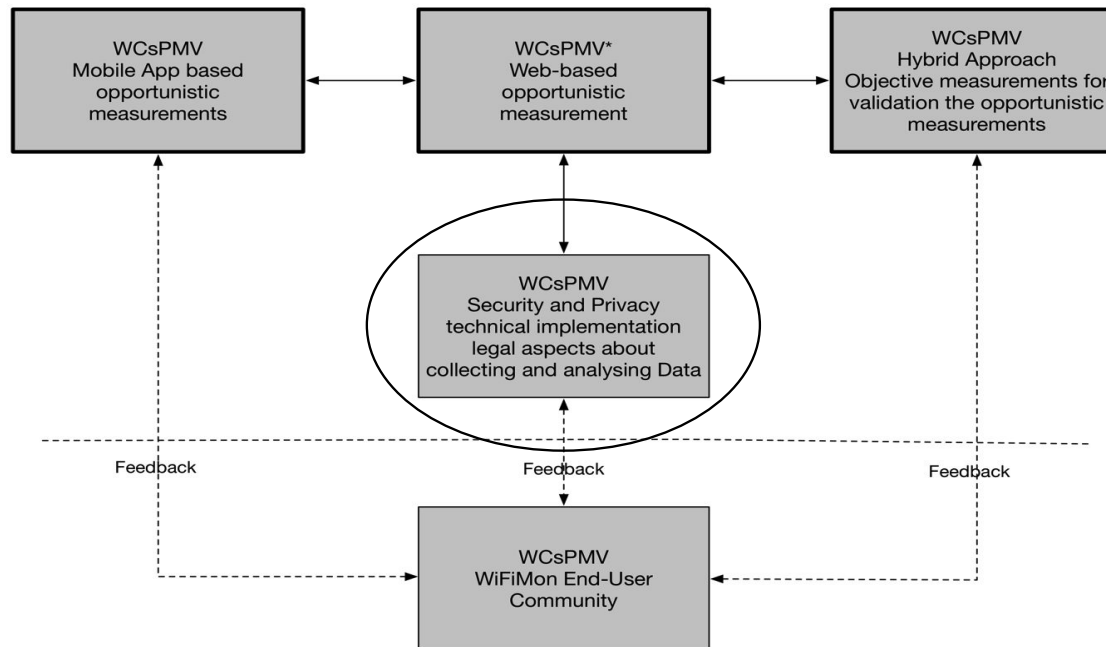 WCsPMV
Mobile App based
opportunistic
measurements
WCsPMV*
Web-based
opportunistic
measurement
WCsPMV
Hybrid Approach
Objective measurements for
validation the opportunistic
measurements
WCsPMV
Security and Privacy
technical implementation
legal aspects about
collecting and analysing Data
Feedback
Feedback
Feedback
WCsPMV
WiFiMon End-User
Community